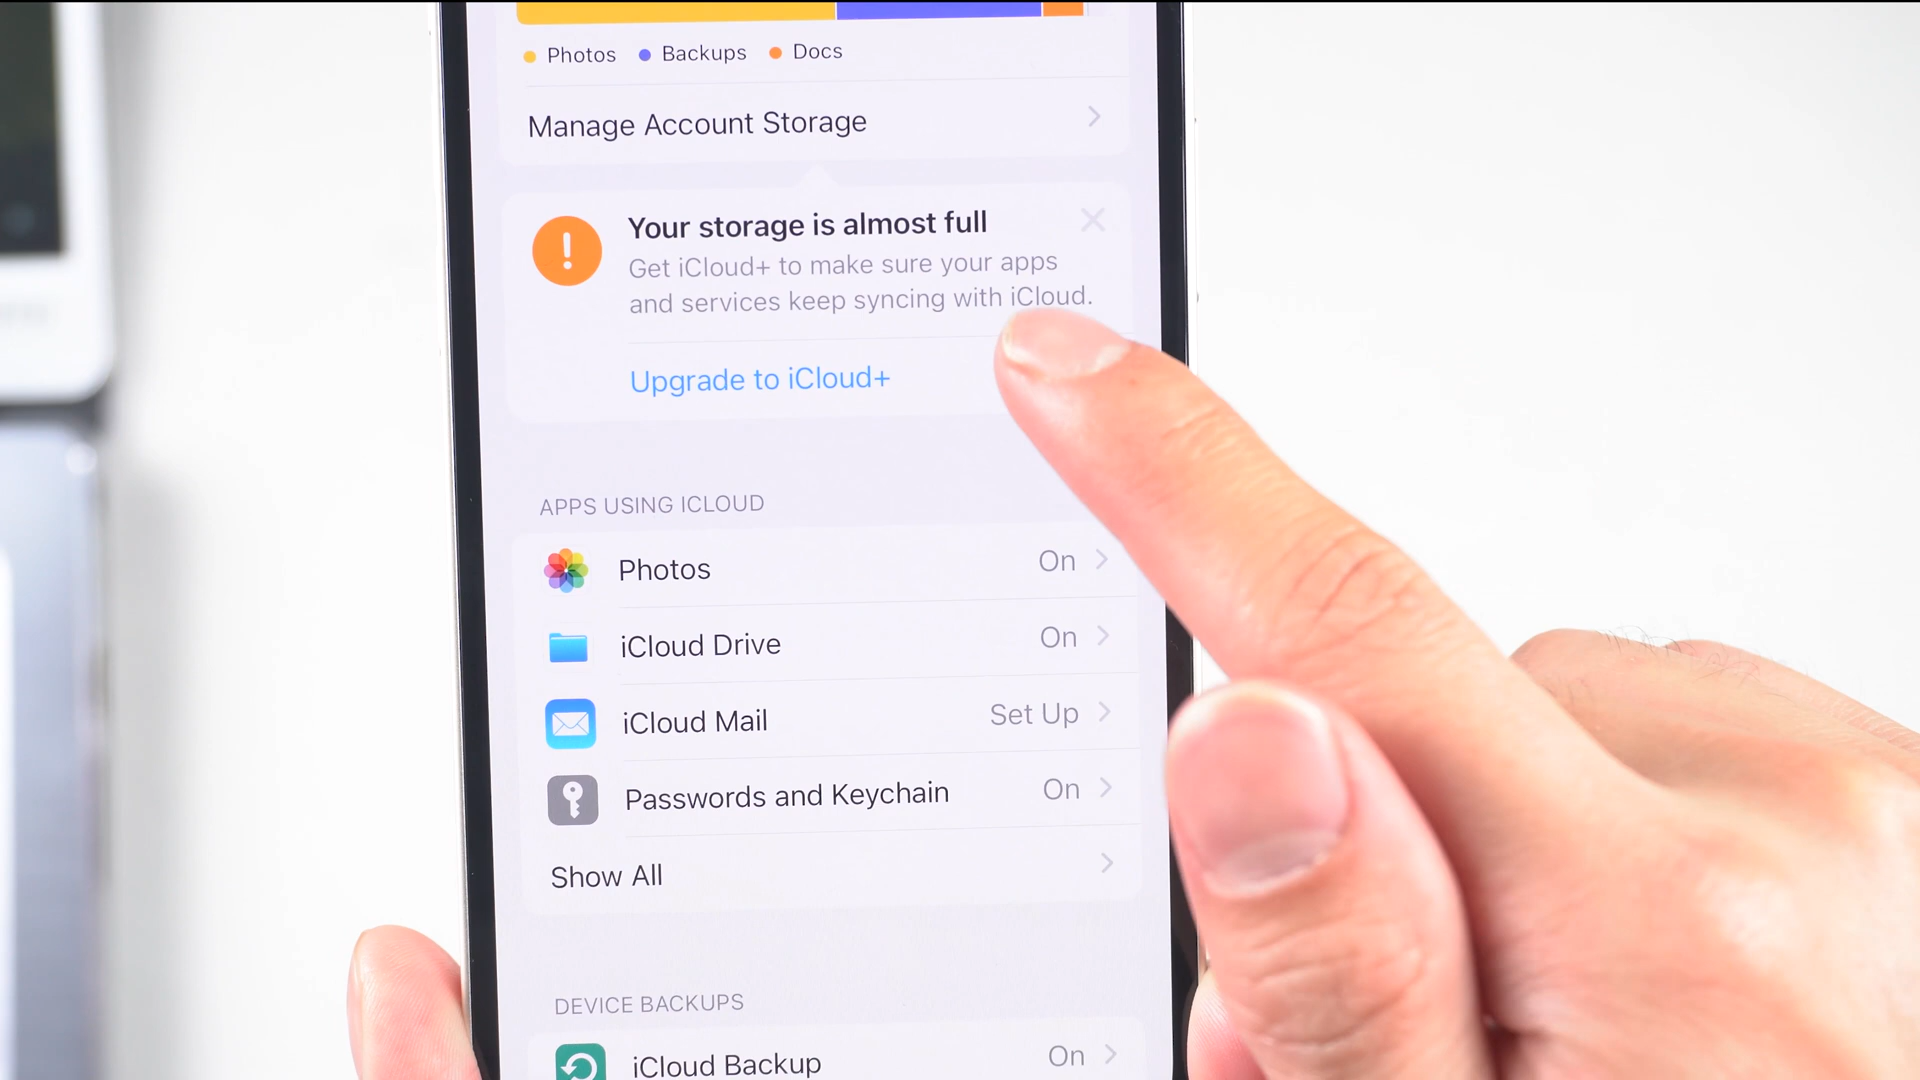 Photos Backups Docs
Manage Account Storage
Your storage is almost full
Get iCloud+ to make sure your apps
and services keep syncing with iCloud.
Upgrade to iCloud+
APPS USING ICLOUD
Photos On
iCloud Drive On
iCloud Mail Set Up
Passwords and Keychain On
Show All
DEVICE BACKUPS
iCloud Backup On